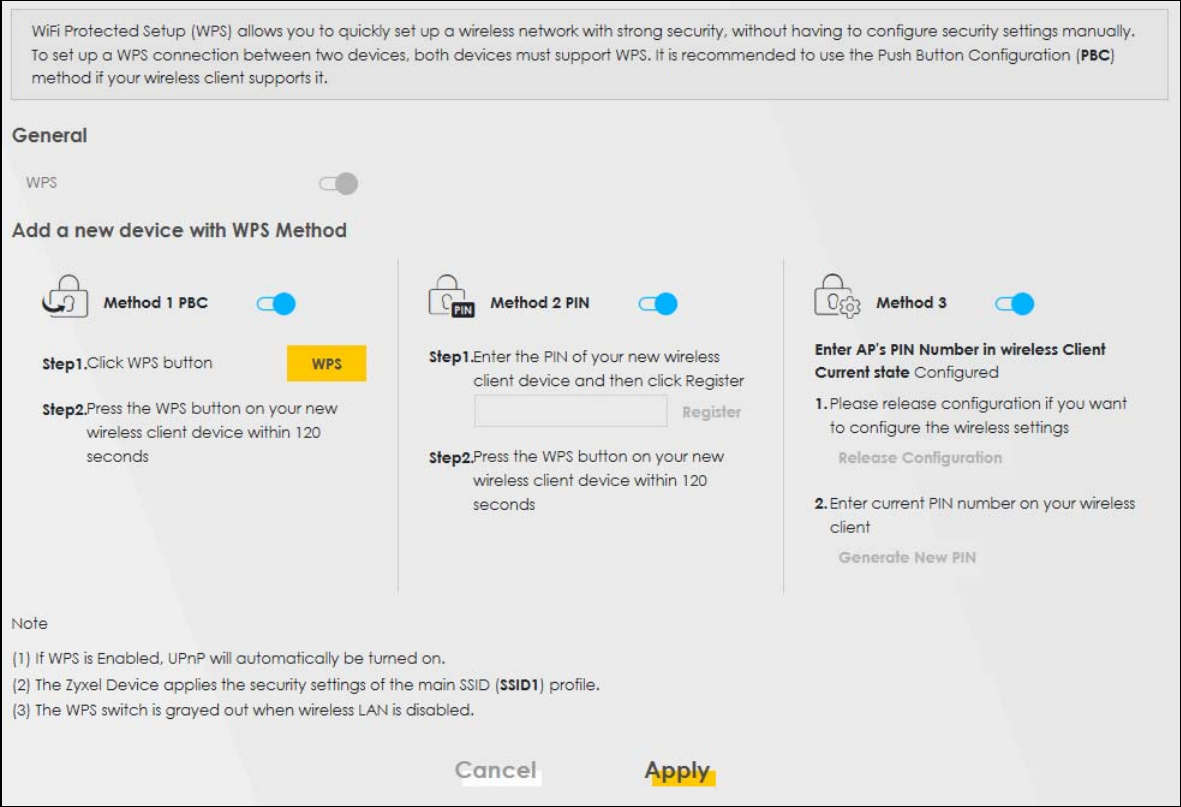 WiFi Protected Setup (WPS) allows you to quickly set up a wireless network with strong security, without having to configure security settings manually.
To set up a WPS connection between two devices, both devices must support WPS. It is recommended to use the Push Button Configuration (PBC)
method if your wireless client supports it.
General
WPS
Add a new device with WPS Method
Method 1 PBC
Step1.Click WPS button
WPS
Step2.Press the WPS button on your new
wireless client device within 120
seconds
PIN
Method 2 PIN
Step1.Enter the PIN of your new wireless
client device and then click Register
Register
Step2.Press the WPS button on your new
wireless client device within 120
seconds
Method 3
Enter AP's PIN Number in wireless Client
Current state Configured
1. Please release configuration if you want
to configure the wireless settings
Release Configuration
2. Enter current PIN number on your wireless
client
Generate New PIN
Note
(1) If WPS is Enabled, UPnP will automatically be turned on.
(2) The Zyxel Device applies the security settings of the main SSID (SSID1) profile.
(3) The WPS switch is grayed out when wireless LAN is disabled.
Cancel
Apply